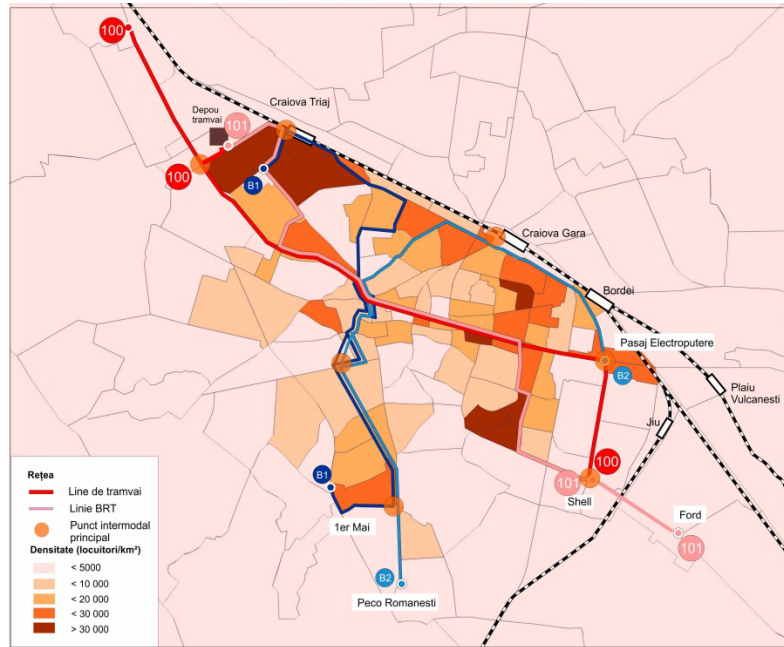 100
Craiova Triaj
Depou
tramvai
101
100
B1
Craiova Gara
Bordei
Pasaj Electroputere
B2
Plaiu
Vulcanesti
Jiu
100
101
Shell
B1
1er Mai
Ford
101
B2
Peco Romanesti
Rețea
Line de tramvai
Linie BRT
Punct intermodal
principal
Densitate (locuitori/km²)
< 5000
< 10 000
< 20 000
< 30 000
> 30 000